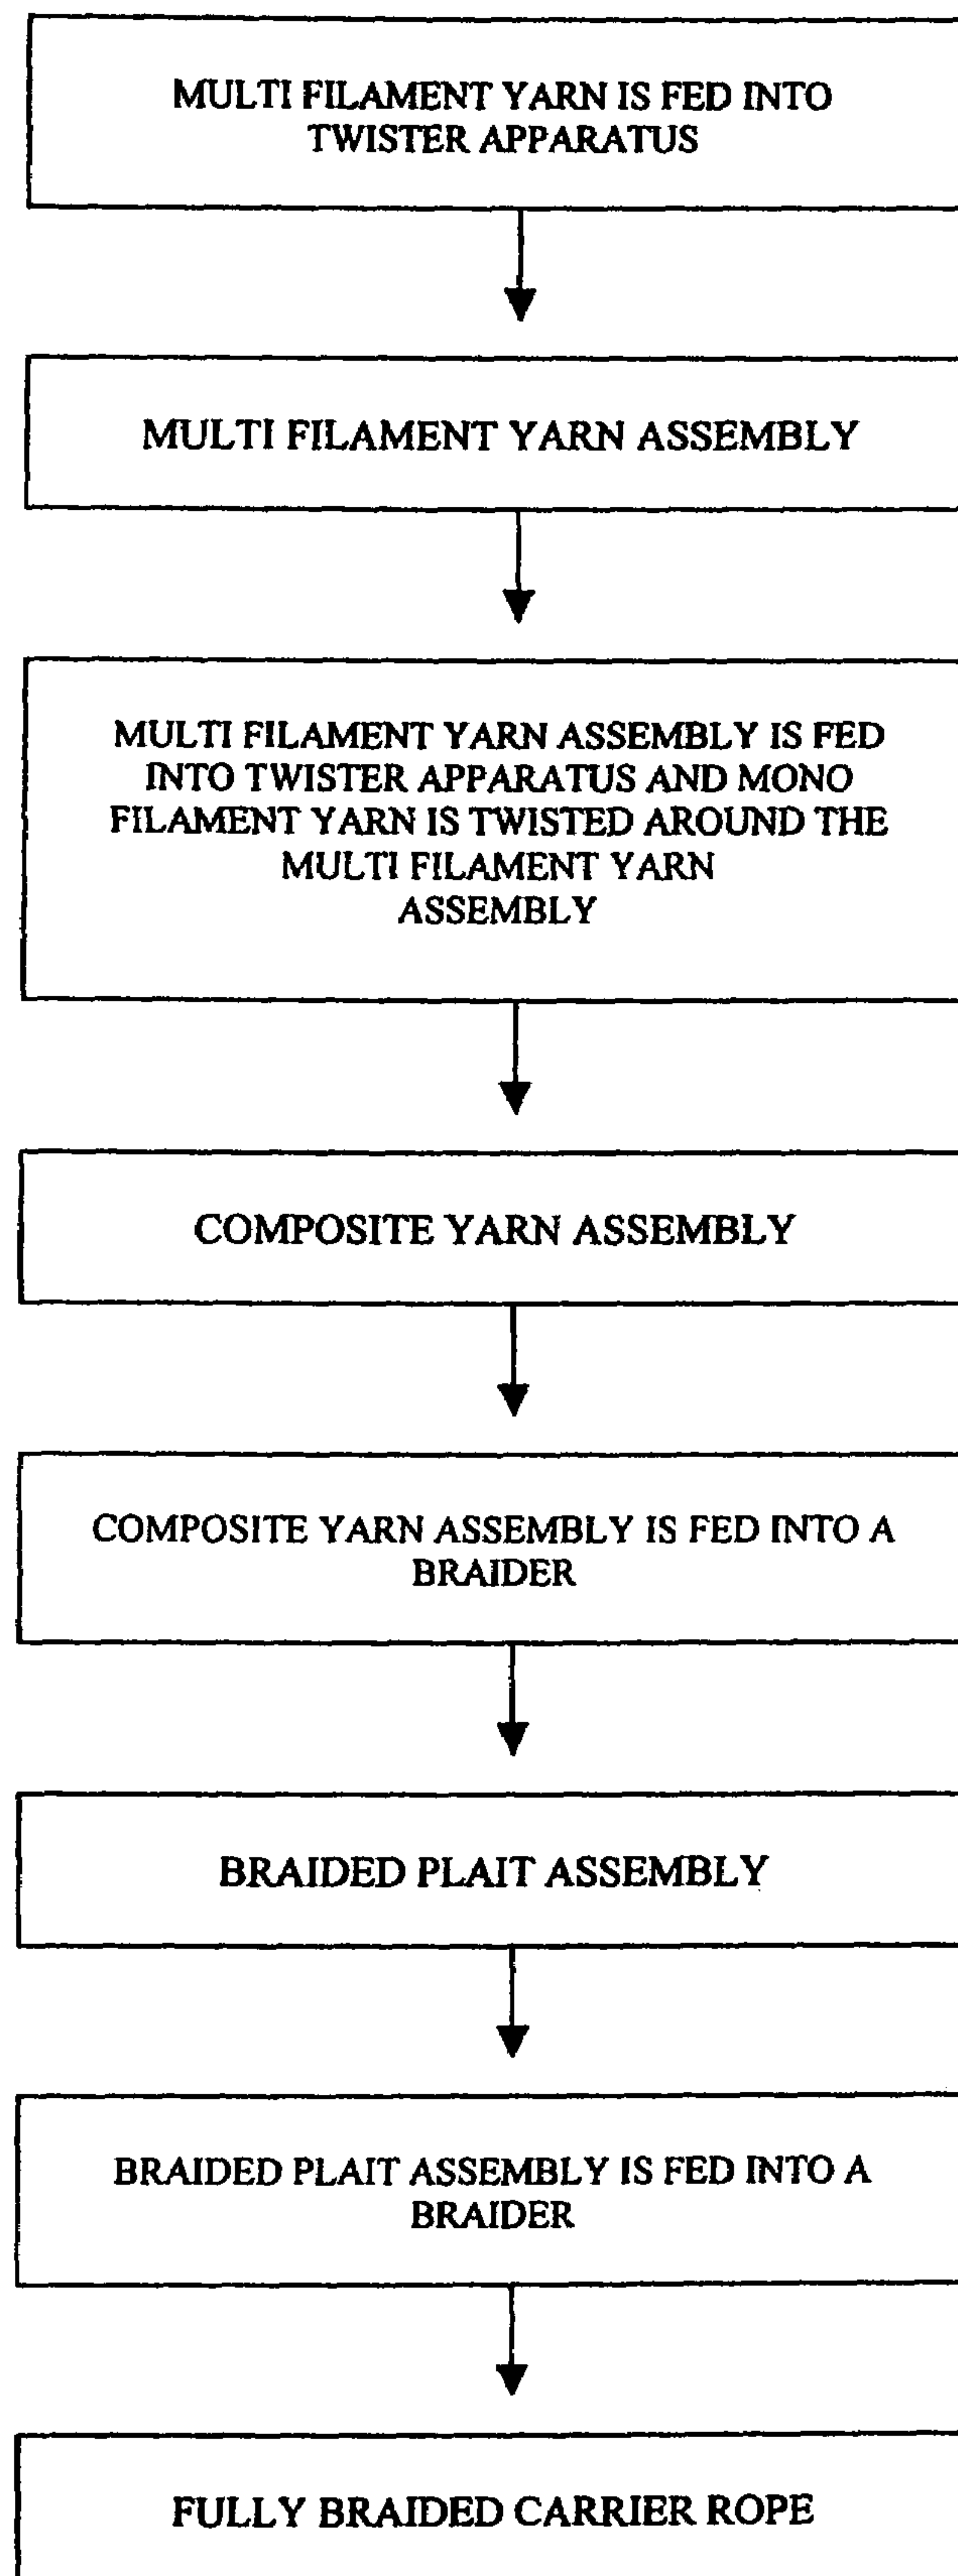 MULTI FILAMENT YARN IS FED INTO
TWISTER APPARATUS
MULTI FILAMENT YARN ASSEMBLY
MULTI FILAMENT YARN ASSEMBLY IS FED
INTO TWISTER APPARATUS AND MONO
FILAMENT YARN IS TWISTED AROUND THE
MULTI FILAMENT YARN
ASSEMBLY
COMPOSITE YARN ASSEMBLY
COMPOSITE YARN ASSEMBLY IS FED INTO A
BRAIDER
BRAIDED PLAIT ASSEMBLY
BRAIDED PLAIT ASSEMBLY IS FED INTO A
BRAIDER
FULLY BRAIDED CARRIER ROPE